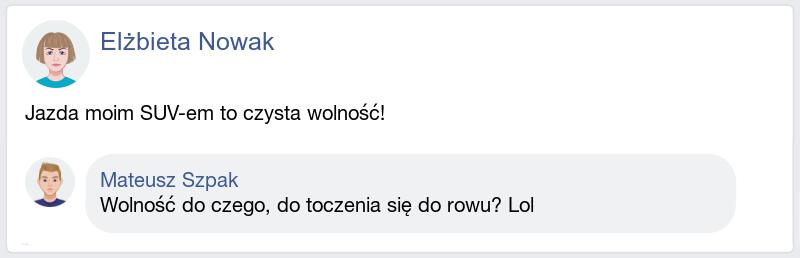 Elżbieta Nowak
Jazda moim SUV-em to czysta wolność!
Mateusz Szpak
Wolność do czego, do toczenia się do rowu? Lol